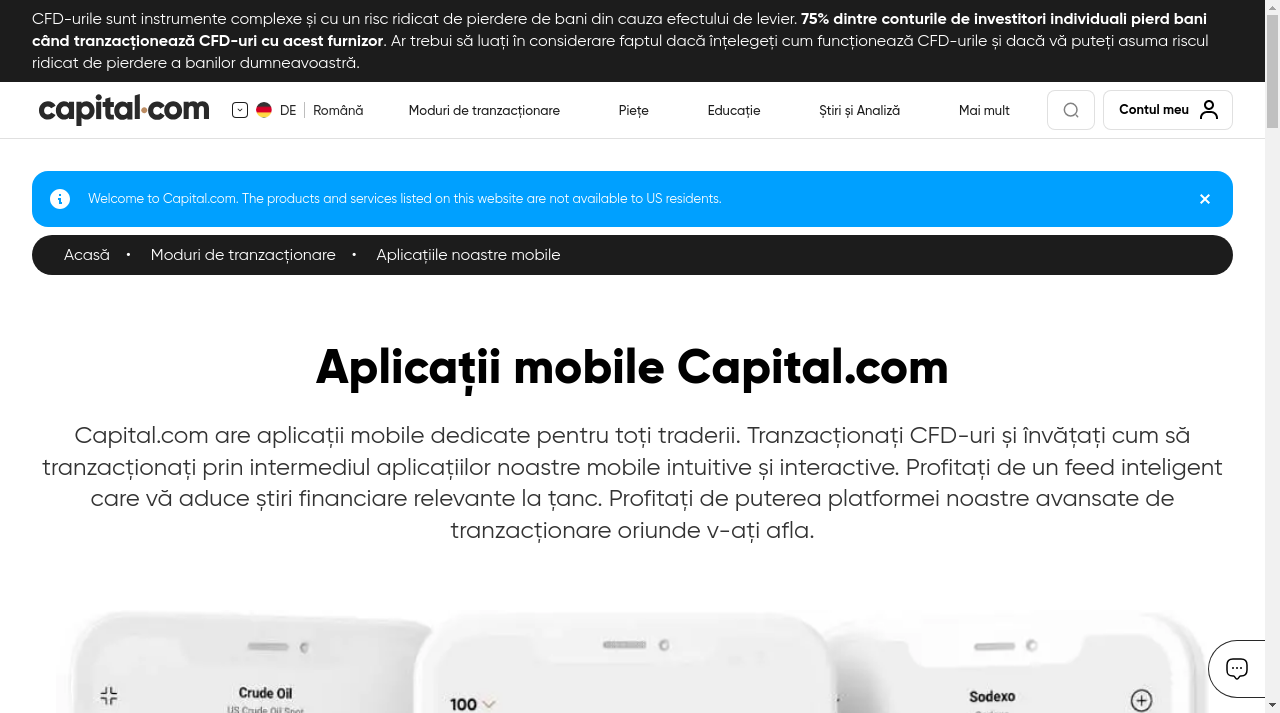 CFD-urile sunt instrumente complexe și cu un risc ridicat de pierdere de bani din cauza efectului de levier. 75% dintre conturile de investitori individuali pierd bani
când tranzacționează CFD-uri cu acest furnizor. Ar trebui să luați în considerare faptul dacă înțelegeți cum funcționează CFD-urile și dacă vă puteți asuma riscul
ridicat de pierdere a banilor dumneavoastră.
capital.com DE Română Moduri de tranzacționare Piețe Educație Știri și Analiză Mai mult Contul meu
Welcome to Capital.com. The products and services listed on this website are not available to US residents.
Acasă • Moduri de tranzacționare • Aplicațiile noastre mobile
Aplicații mobile Capital.com
Capital.com are aplicații mobile dedicate pentru toți traderii. Tranzacționați CFD-uri și învățați cum să
tranzacționați prin intermediul aplicațiilor noastre mobile intuitive și interactive. Profitați de un feed inteligent
care vă aduce știri financiare relevante la țanc. Profitați de puterea platformei noastre avansate de
tranzacționare oriunde v-ați afla.
Crude Oil
US Crude Oil Spot
100
Sodexo